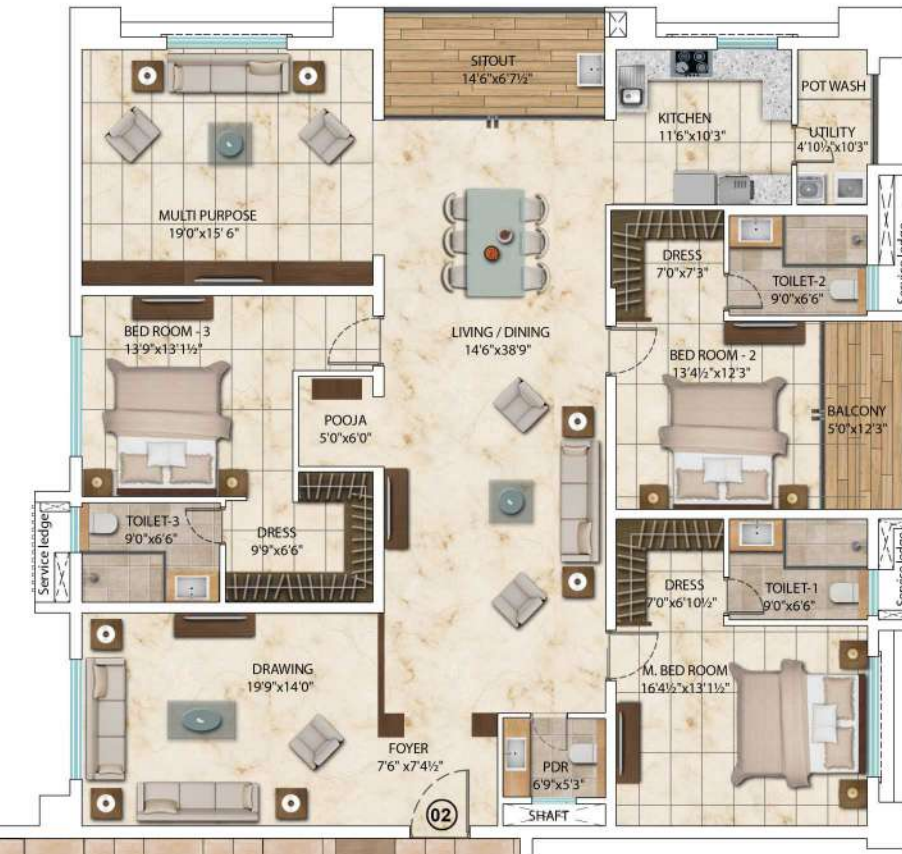 SITOUT
14'6"x6'7½"
POT WASH
KITCHEN
11'6"x10'3"
UTILITY
4'10½"x10'3"
MULTI PURPOSE
19'0"x15' 6"
DRESS
7'0"x7'3"
TOILET-2
9'0"x6'6"
Service ledge
BED ROOM - 3
13'9"x13'1½"
LIVING / DINING
14'6"x38'9"
BED ROOM - 2
13'4½"x12'3"
BALCONY
5'0"x12'3"
POOJA
5'0"x6'0"
Service ledge
TOILET-3
9'0"x6'6"
DRESS
9'9"x6'6"
DRESS
7'0"x6'10½"
TOILET-1
9'0"x6'6"
Service ledge
DRAWING
19'9"x14'0"
M. BED ROOM
16'4½"x13'1½"
FOYER
7'6" x7'4½"
PDR
6'9"x5'3"
02
SHAFT